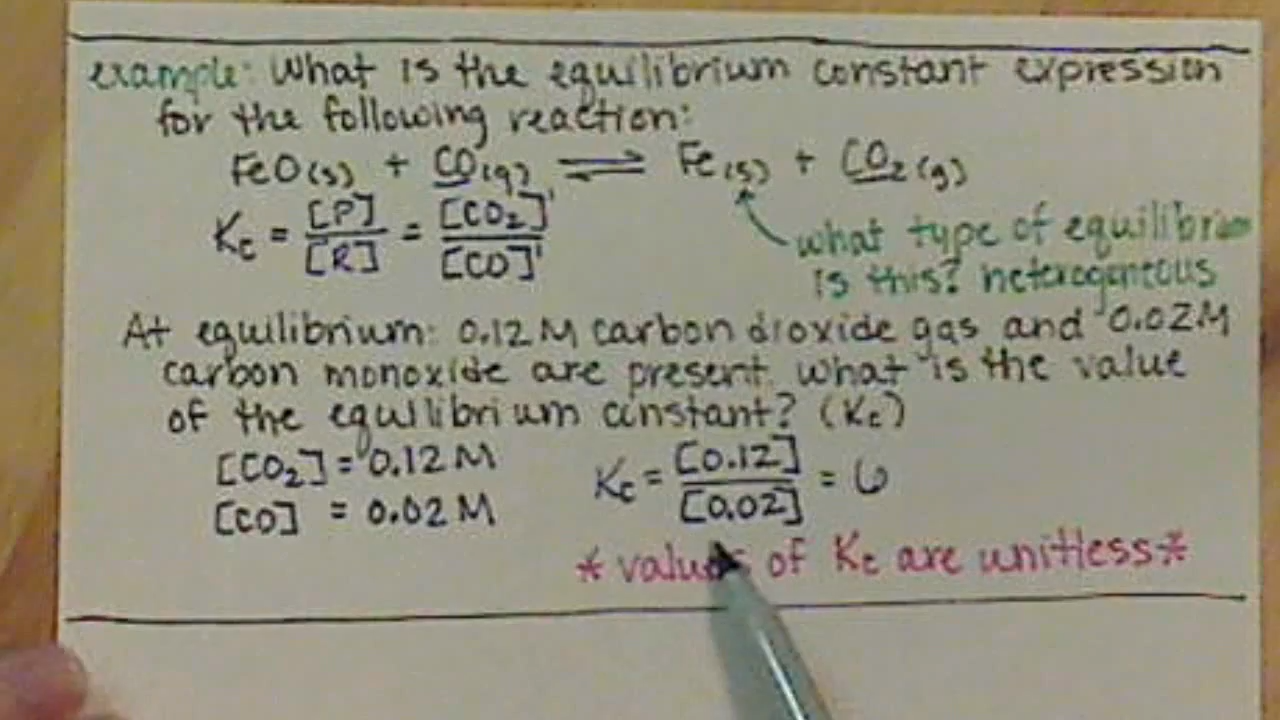 example: What is the equilibrium constant expression
for the following reaction:
FeO(s) + CO(g) ⇌ Fe(s) + CO₂(g)
Kc = [P]/[R] = [CO₂]¹/[CO]¹
what type of equilibrium
is this? heterogeneous
At equilibrium: 0.12 M carbon dioxide gas and 0.02M
carbon monoxide are present. What is the value
of the equilibrium constant? (Kc)
[CO₂] = 0.12 M
[CO] = 0.02 M
Kc = [0.12]/[0.02] = 6
*values of Kc are unitless*